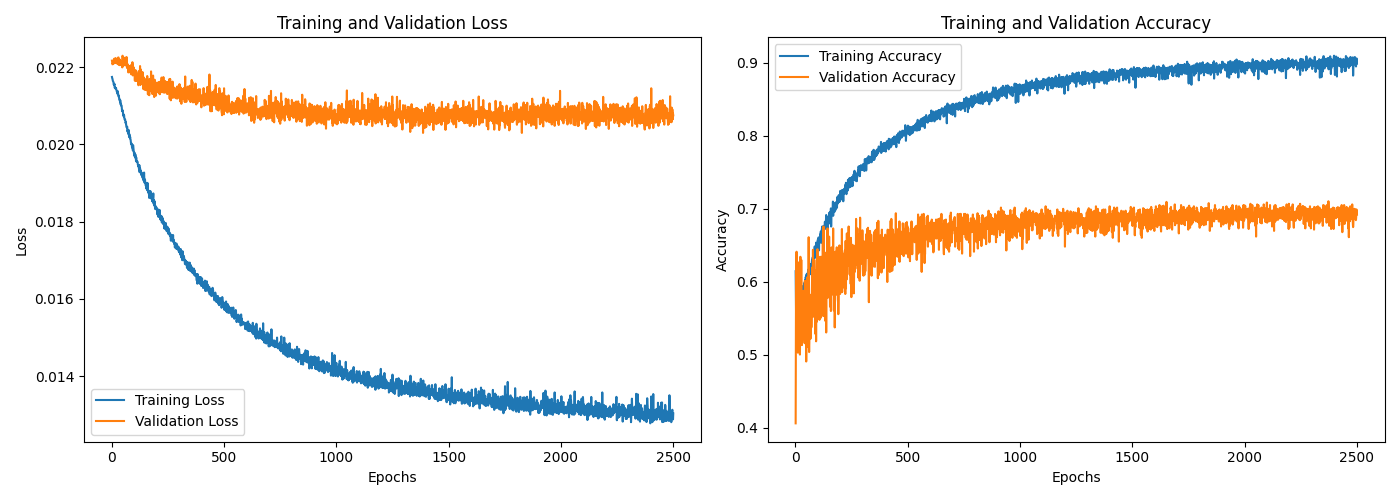 Training and Validation Loss
0.022
0.020
0.018
0.016
0.014
Loss
Training Loss
Validation Loss
0
500
1000
1500
2000
2500
Epochs
Training and Validation Accuracy
Training Accuracy
Validation Accuracy
0.9
0.8
0.7
0.6
0.5
0.4
Accuracy
0
500
1000
1500
2000
2500
Epochs